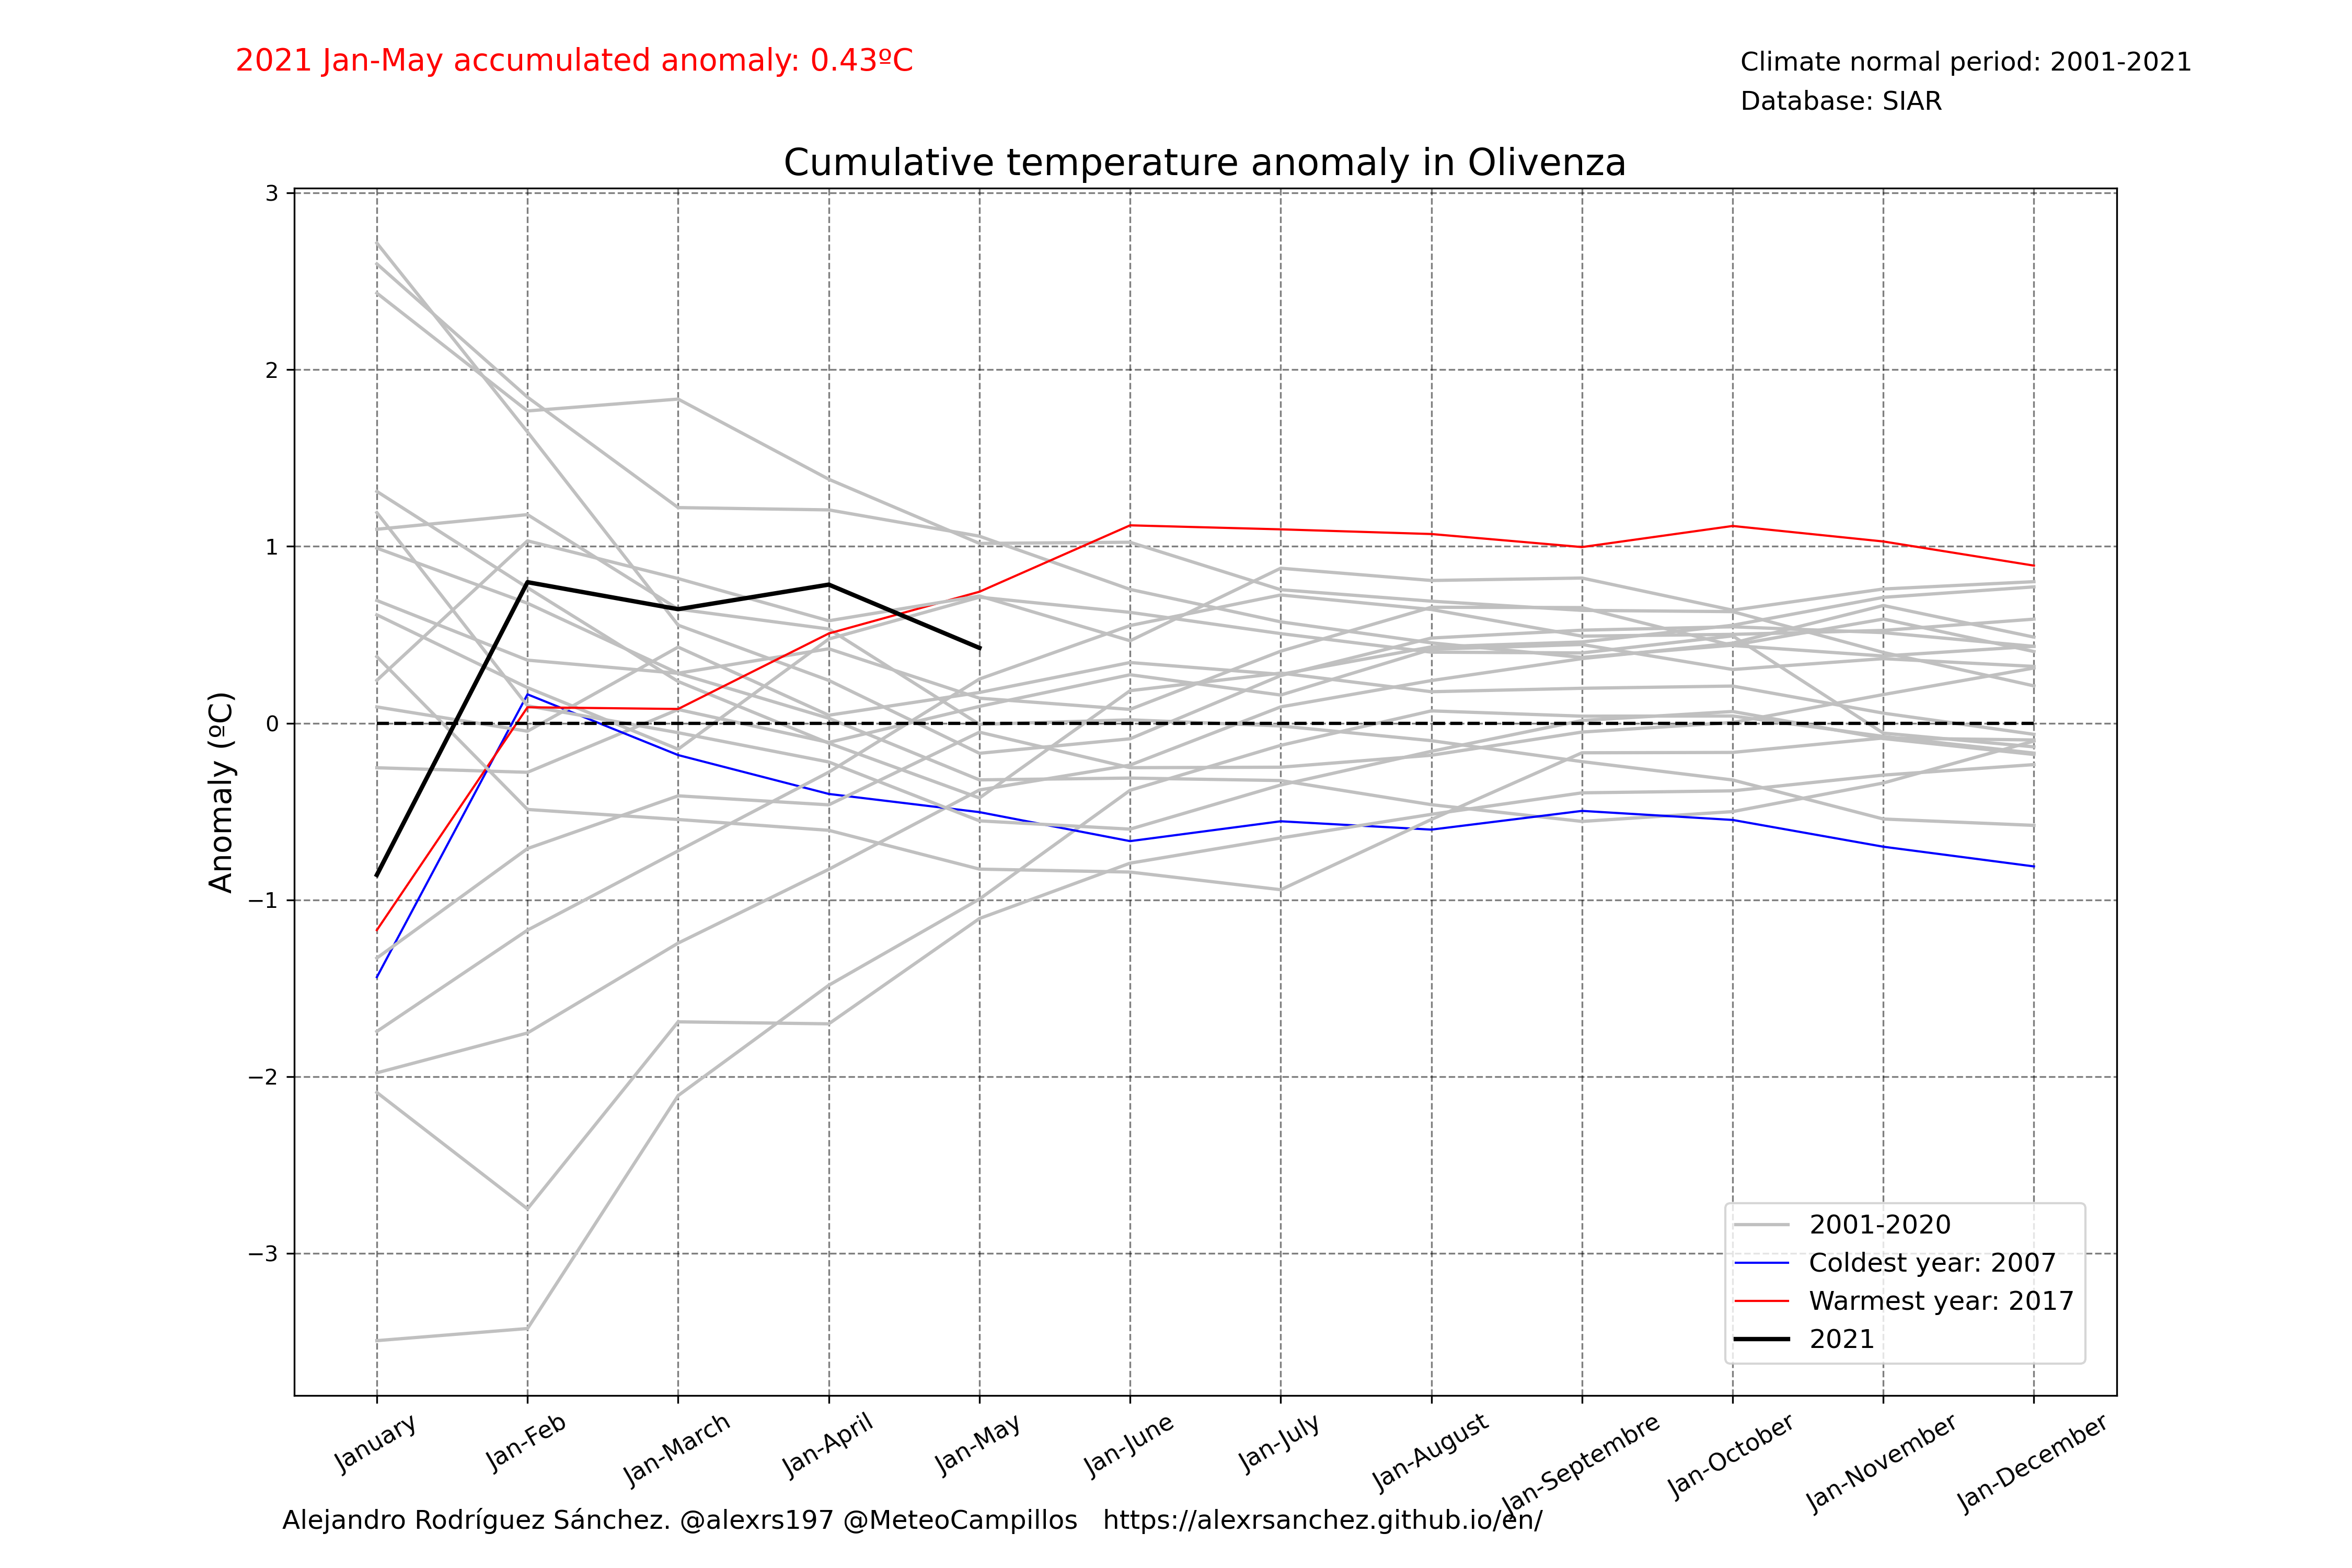 2021 Jan-May accumulated anomaly: 0.43ºC
Climate normal period: 2001-2021
Database: SIAR
Cumulative temperature anomaly in Olivenza
3
2
1
0
−1
−2
−3
Anomaly (ºC)
2001-2020
Coldest year: 2007
Warmest year: 2017
2021
January
Jan-Feb
Jan-March
Jan-April
Jan-May
Jan-June
Jan-July
Jan-August
Jan-Septembre
Jan-October
Jan-November
Jan-December
Alejandro Rodríguez Sánchez. @alexrs197 @MeteoCampillos   https://alexrsanchez.github.io/en/